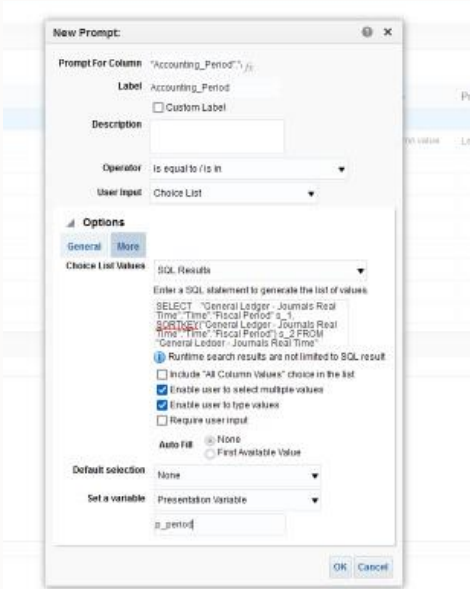 New Prompt:
Prompt For Column "Accounting_Period"."
Label Accounting_Period
Custom Label
Description
Operator is equal to / is in
User Input Choice List
Options
General More
Choice List Values SQL Results
Enter a SQL statement to generate the list of values.
SELECT "General Ledger - Journals Real
Time"."Time"."Fiscal Period" s_1,
SORTKEY("General Ledger - Journals Real
Time"."Time"."Fiscal Period") s_2 FROM
"General Ledger - Journals Real Time"
Runtime search results are not limited to SQL result
Include "All Column Values" choice in the list
Enable user to select multiple values
Enable user to type values
Require user input
Auto Fill None
First Available Value
Default selection None
Set a variable Presentation Variable
p_period
OK Cancel